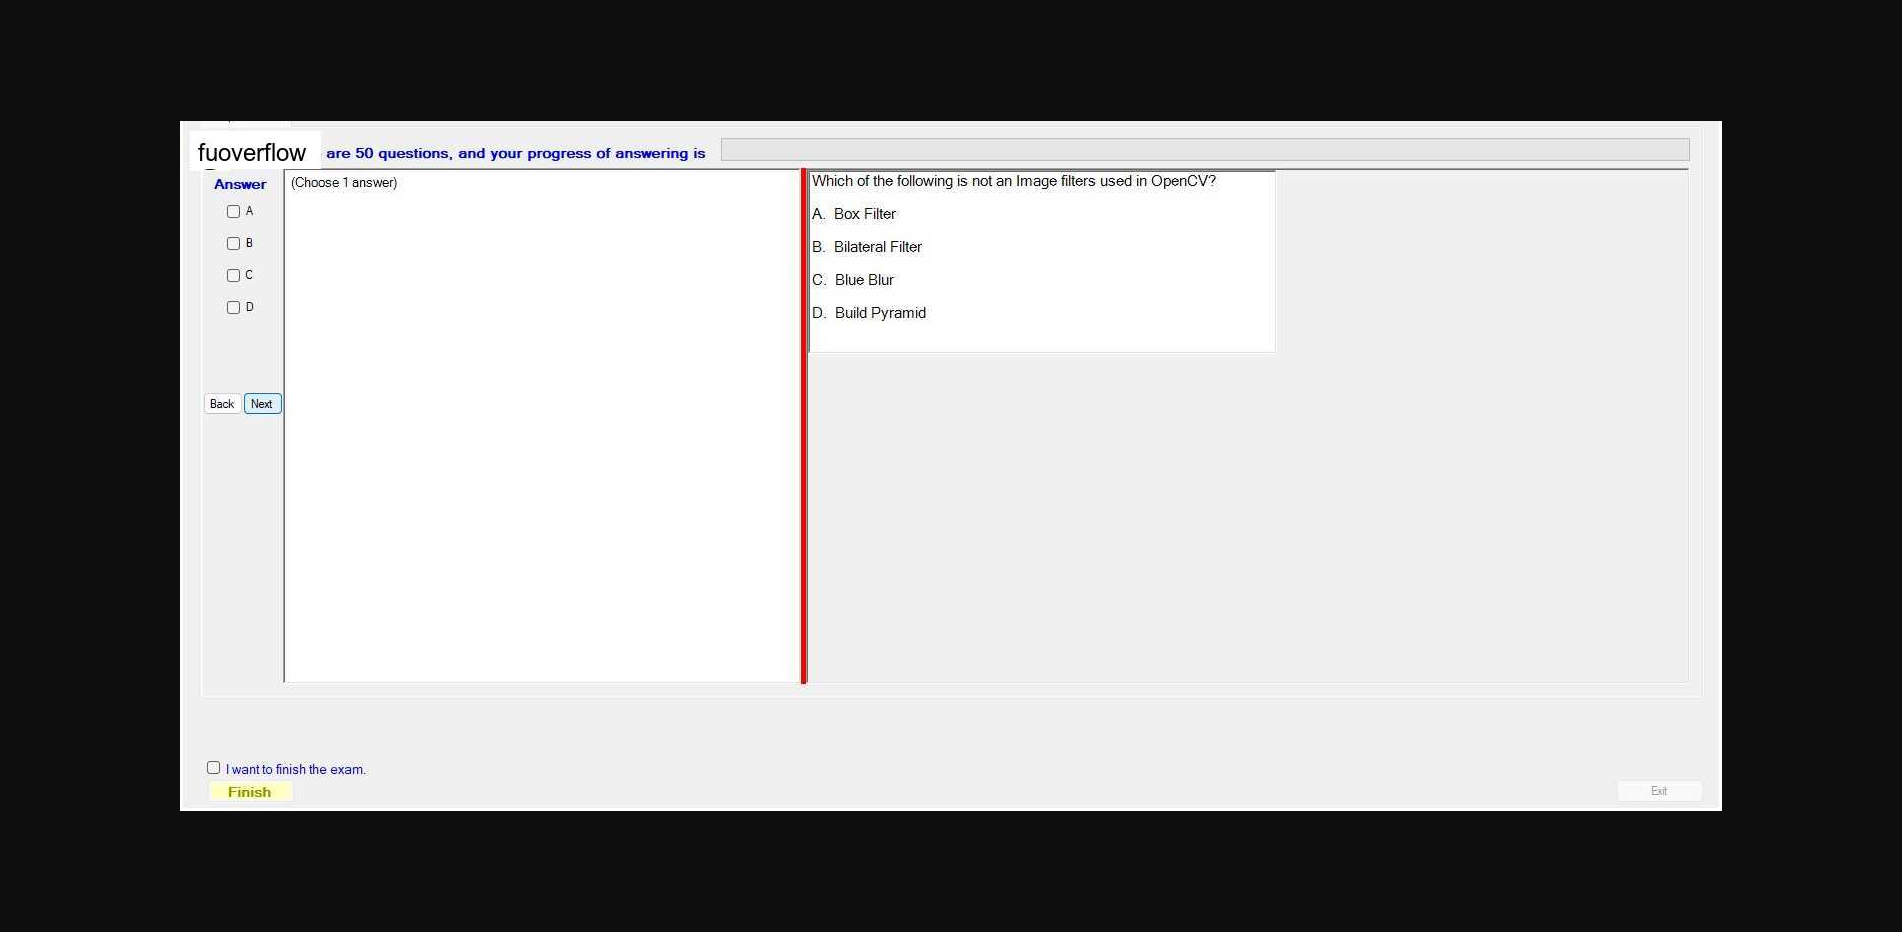 fuoverflow are 50 questions, and your progress of answering is
Answer
(Choose 1 answer)
A
B
C
D
Back Next
Which of the following is not an Image filters used in OpenCV?
A. Box Filter
B. Bilateral Filter
C. Blue Blur
D. Build Pyramid
I want to finish the exam.
Finish
Exit